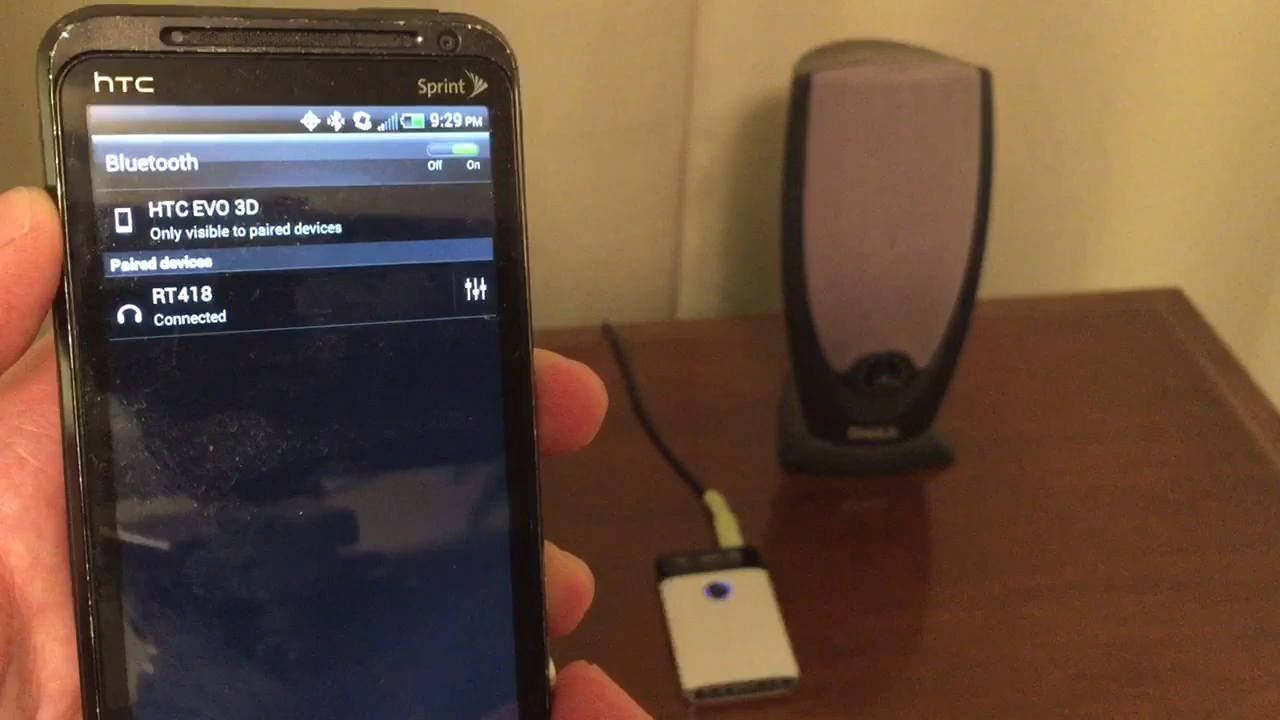 hTC
Sprint
9:29 PM
Bluetooth
Off On
HTC EVO 3D
Only visible to paired devices
Paired devices
RT418
Connected